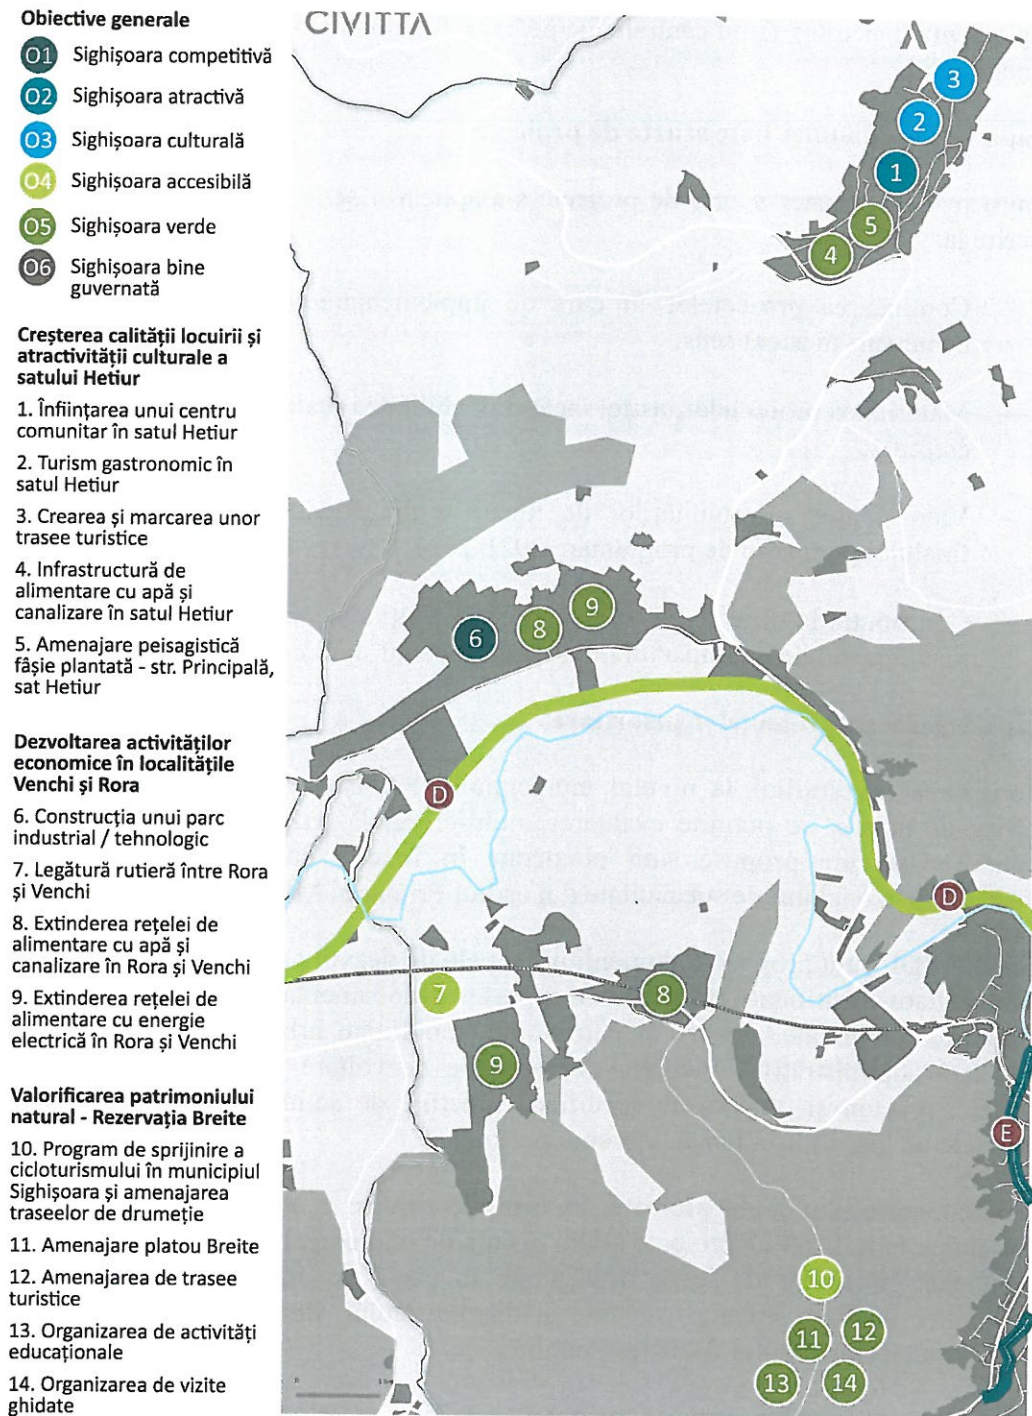 Obiective generale
O1 Sighișoara competitivă
O2 Sighișoara atractivă
O3 Sighișoara culturală
O4 Sighișoara accesibilă
O5 Sighișoara verde
O6 Sighișoara bine
guvernată
Creșterea calității locuirii și
atractivității culturale a
satului Hetiur
1. Înființarea unui centru
comunitar în satul Hetiur
2. Turism gastronomic în
satul Hetiur
3. Crearea și marcarea unor
trasee turistice
4. Infrastructură de
alimentare cu apă și
canalizare în satul Hetiur
5. Amenajare peisagistică
fâșie plantată - str. Principală,
sat Hetiur
Dezvoltarea activităților
economice în localitățile
Venchi și Rora
6. Construcția unui parc
industrial / tehnologic
7. Legătură rutieră între Rora
și Venchi
8. Extinderea rețelei de
alimentare cu apă și
canalizare în Rora și Venchi
9. Extinderea rețelei de
alimentare cu energie
electrică în Rora și Venchi
Valorificarea patrimoniului
natural - Rezervația Breite
10. Program de sprijinire a
cicloturismului în municipiul
Sighișoara și amenajarea
traseelor de drumeție
11. Amenajare platou Breite
12. Amenajarea de trasee
turistice
13. Organizarea de activități
educaționale
14. Organizarea de vizite
ghidate
CIVITTA
3
2
1
5
4
9
8
6
D
D
7
8
9
E
10
12
11
13
14
0